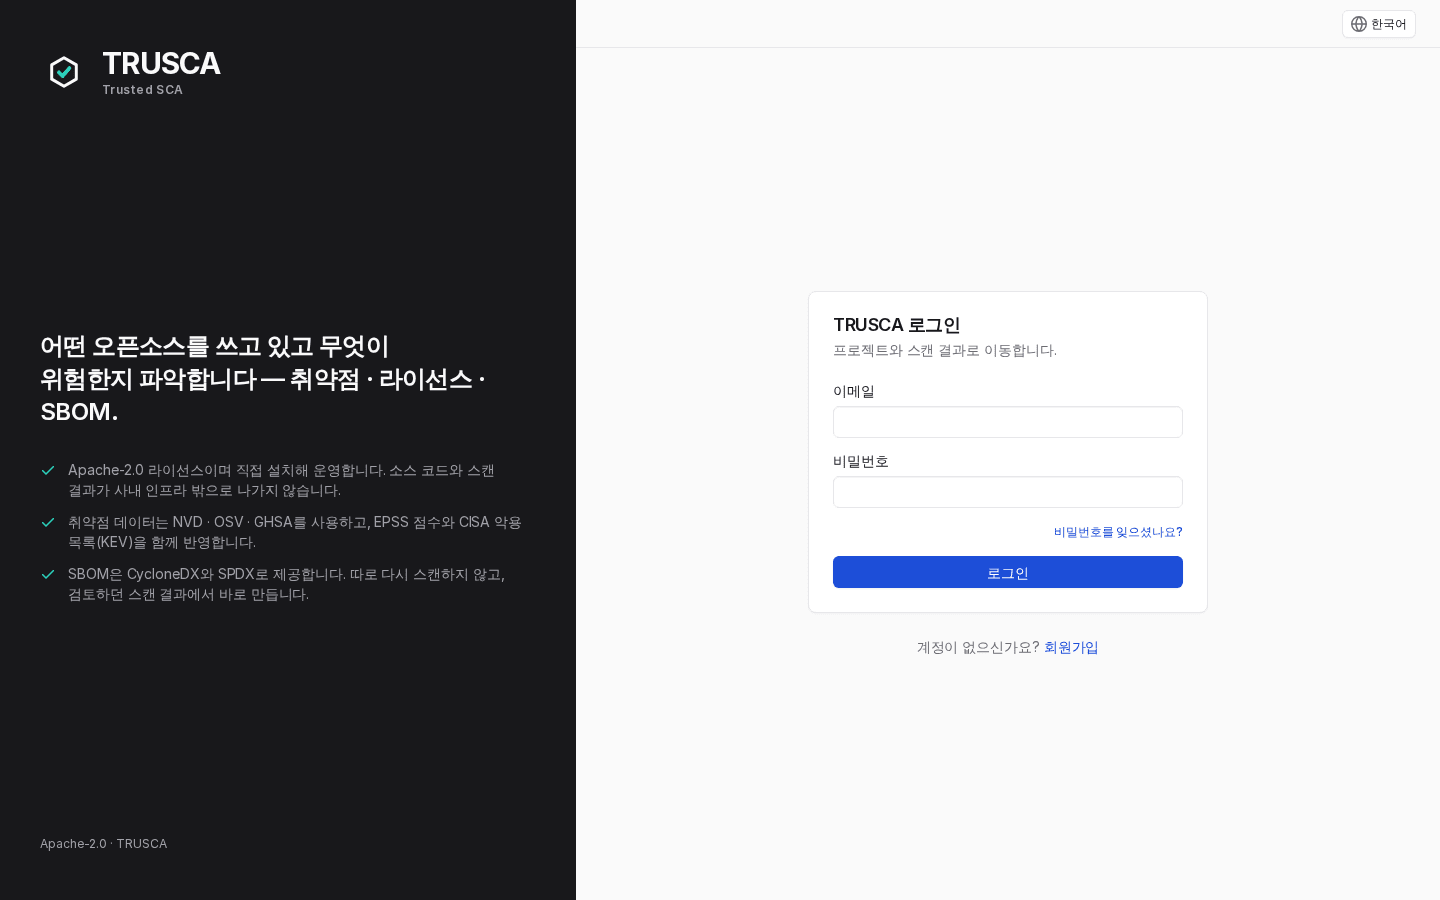 TRUSCA
Trusted SCA
어떤 오픈소스를 쓰고 있고 무엇이
위험한지 파악합니다 — 취약점 · 라이선스 ·
SBOM.
Apache-2.0 라이선스이며 직접 설치해 운영합니다. 소스 코드와 스캔
결과가 사내 인프라 밖으로 나가지 않습니다.
취약점 데이터는 NVD · OSV · GHSA를 사용하고, EPSS 점수와 CISA 악용
목록(KEV)을 함께 반영합니다.
SBOM은 CycloneDX와 SPDX로 제공합니다. 따로 다시 스캔하지 않고,
검토하던 스캔 결과에서 바로 만듭니다.
Apache-2.0 · TRUSCA
한국어
TRUSCA 로그인
프로젝트와 스캔 결과로 이동합니다.
이메일
비밀번호
비밀번호를 잊으셨나요?
로그인
계정이 없으신가요? 회원가입